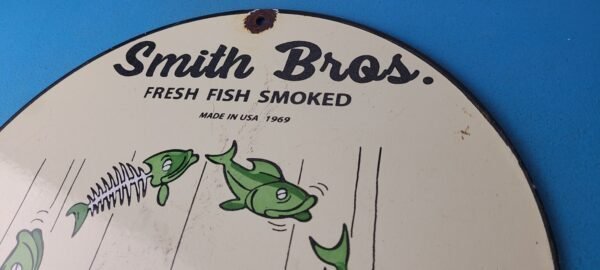 Smith Bros.
FRESH FISH SMOKED
MADE IN USA 1969